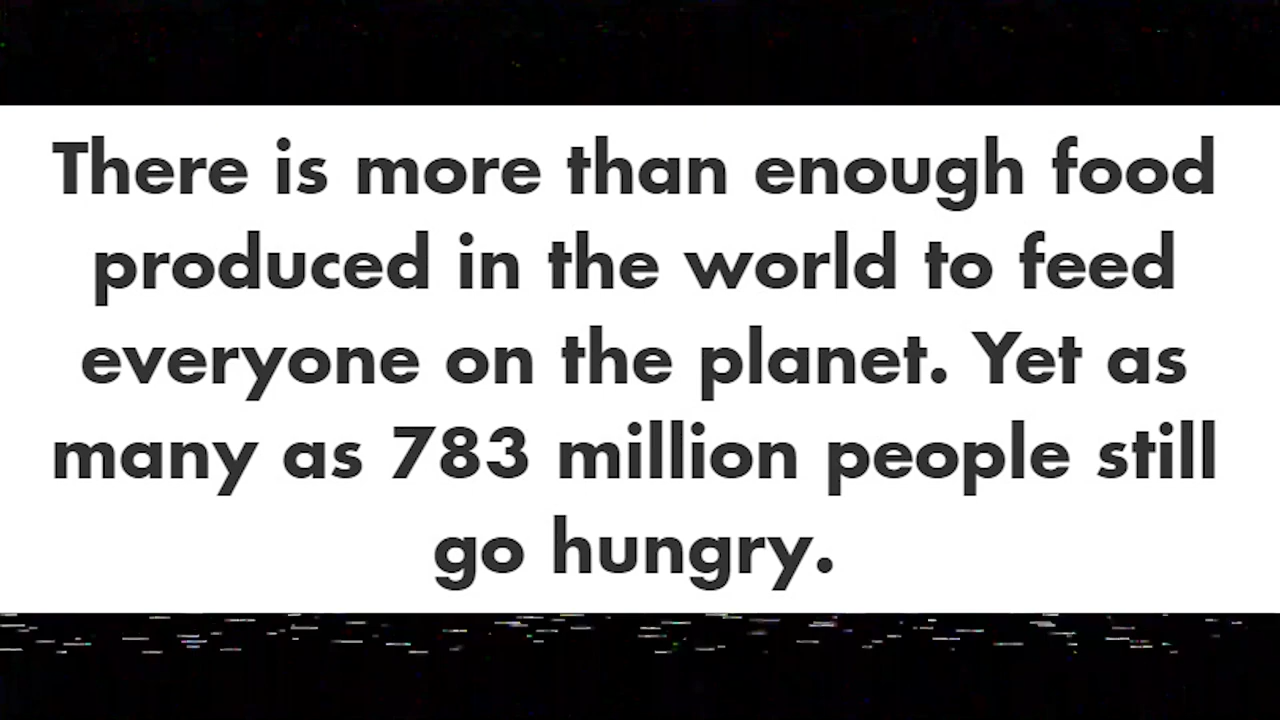 There is more than enough food
produced in the world to feed
everyone on the planet. Yet as
many as 783 million people still
go hungry.